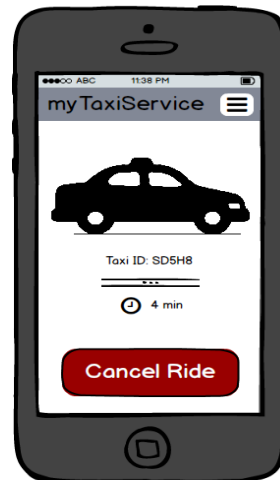 ABC 11:38 PM
myTaxiService
Taxi ID: SD5H8
4 min
Cancel Ride